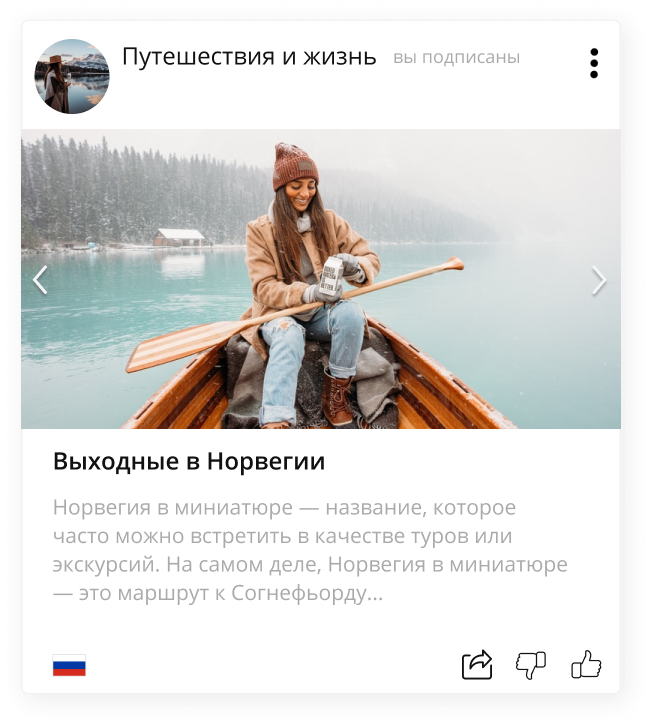 Путешествия и жизнь вы подписаны
Выходные в Норвегии
Норвегия в миниатюре — название, которое
часто можно встретить в качестве туров или
экскурсий. На самом деле, Норвегия в миниатюре
— это маршрут к Согнефьорду...